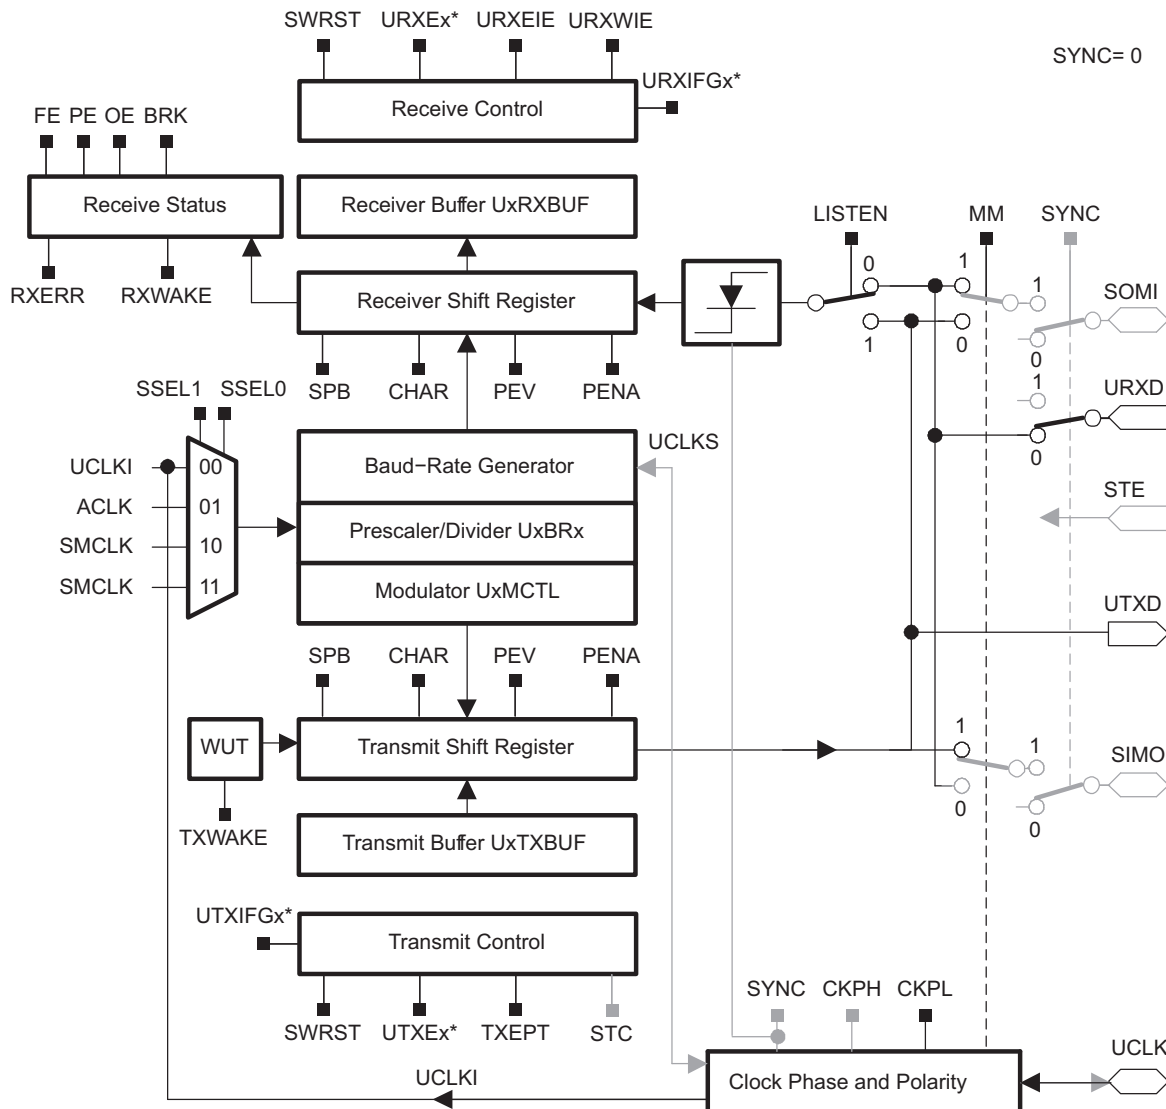 SWRST URXEx* URXEIE URXWIE
SYNC= 0
URXIFGx*
Receive Control
FE PE OE BRK
Receive Status
Receiver Buffer UxRXBUF
LISTEN MM SYNC
RXERR RXWAKE
Receiver Shift Register
0 1 1
SOMI
1 0 0
SPB CHAR PEV PENA
1
URXD
0
SSEL1 SSEL0
UCLKS
UCLKI 00
Baud−Rate Generator
ACLK 01
Prescaler/Divider UxBRx
STE
SMCLK 10
SMCLK 11
Modulator UxMCTL
UTXD
SPB CHAR PEV PENA
WUT
Transmit Shift Register
1 1
SIMO
0 0
TXWAKE
Transmit Buffer UxTXBUF
UTXIFGx*
Transmit Control
SWRST UTXEx* TXEPT STC
SYNC CKPH CKPL
UCLK
UCLKI
Clock Phase and Polarity